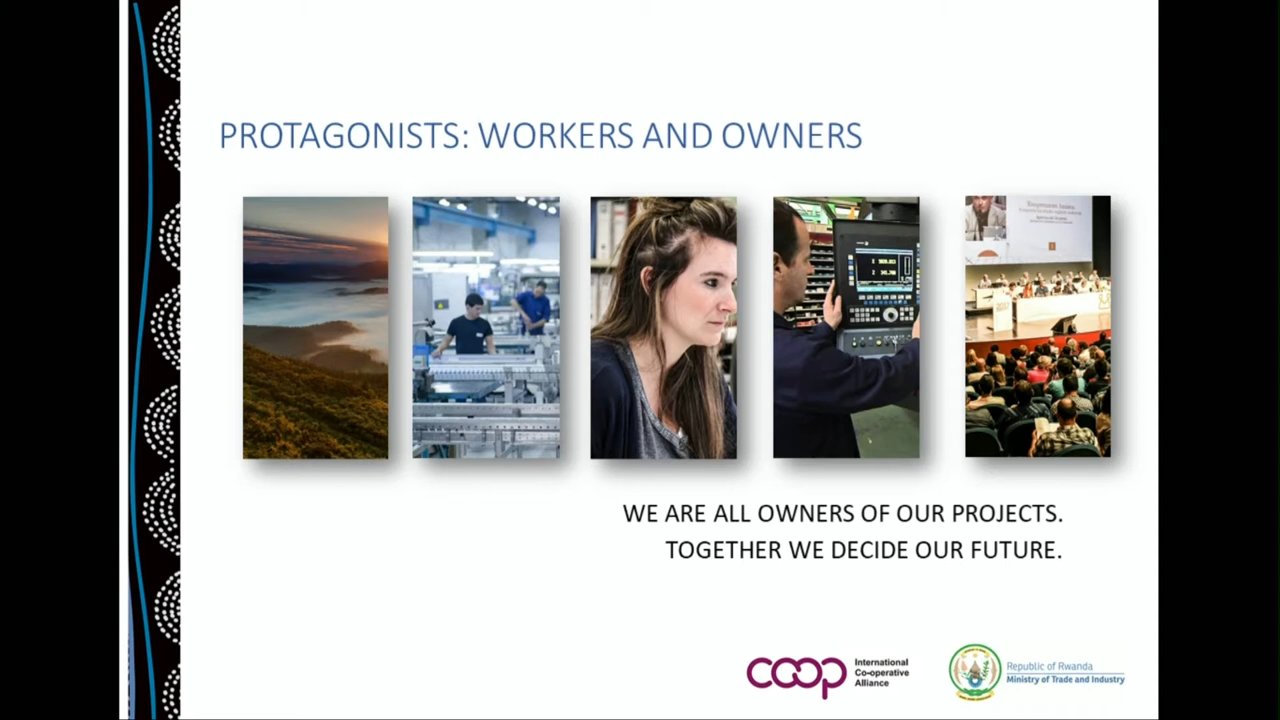 PROTAGONISTS: WORKERS AND OWNERS
WE ARE ALL OWNERS OF OUR PROJECTS.
TOGETHER WE DECIDE OUR FUTURE.
coop
International
Co-operative
Alliance
Republic of Rwanda
Ministry of Trade and Industry